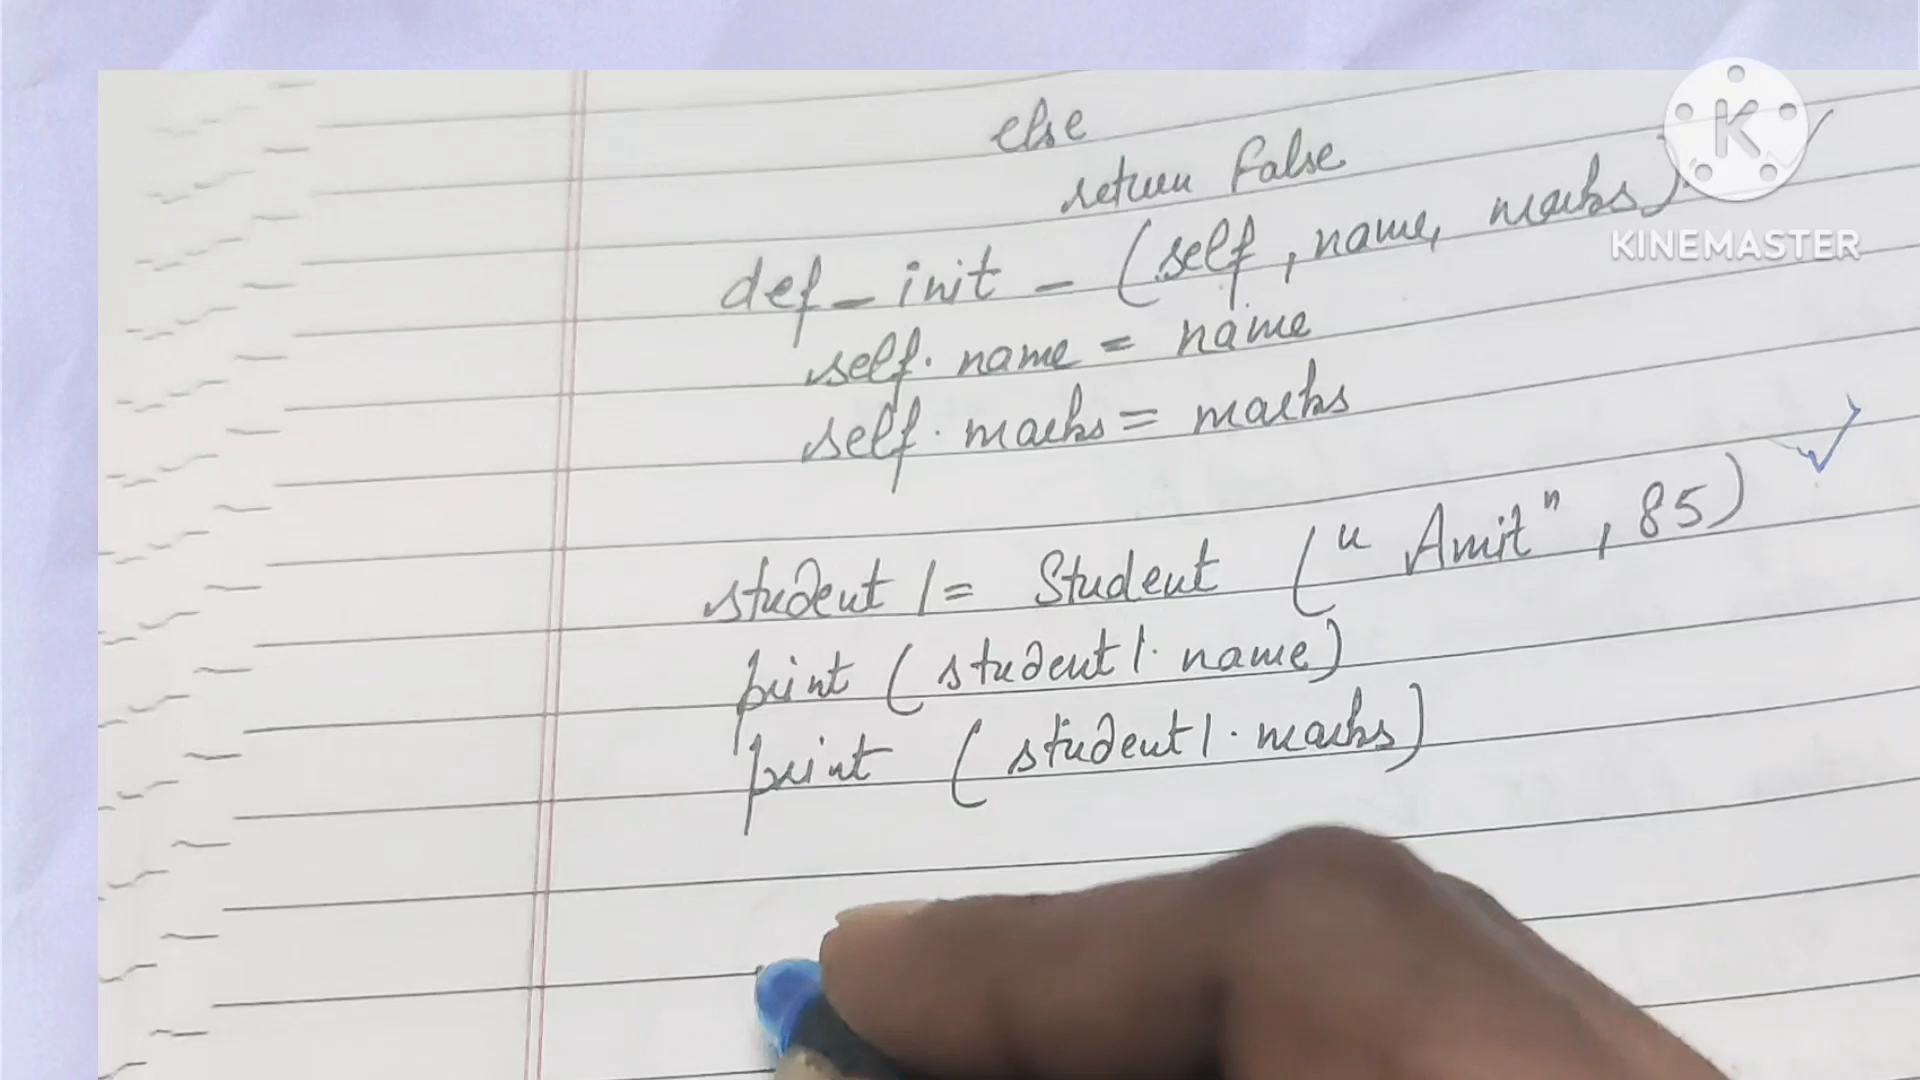 else
return False
def _ init _ (self, name, marks)
self. name = name
self. marks = marks
student 1 = Student ("Amit", 85)
print (student 1. name)
print (student 1. marks)
K
KINEMASTER